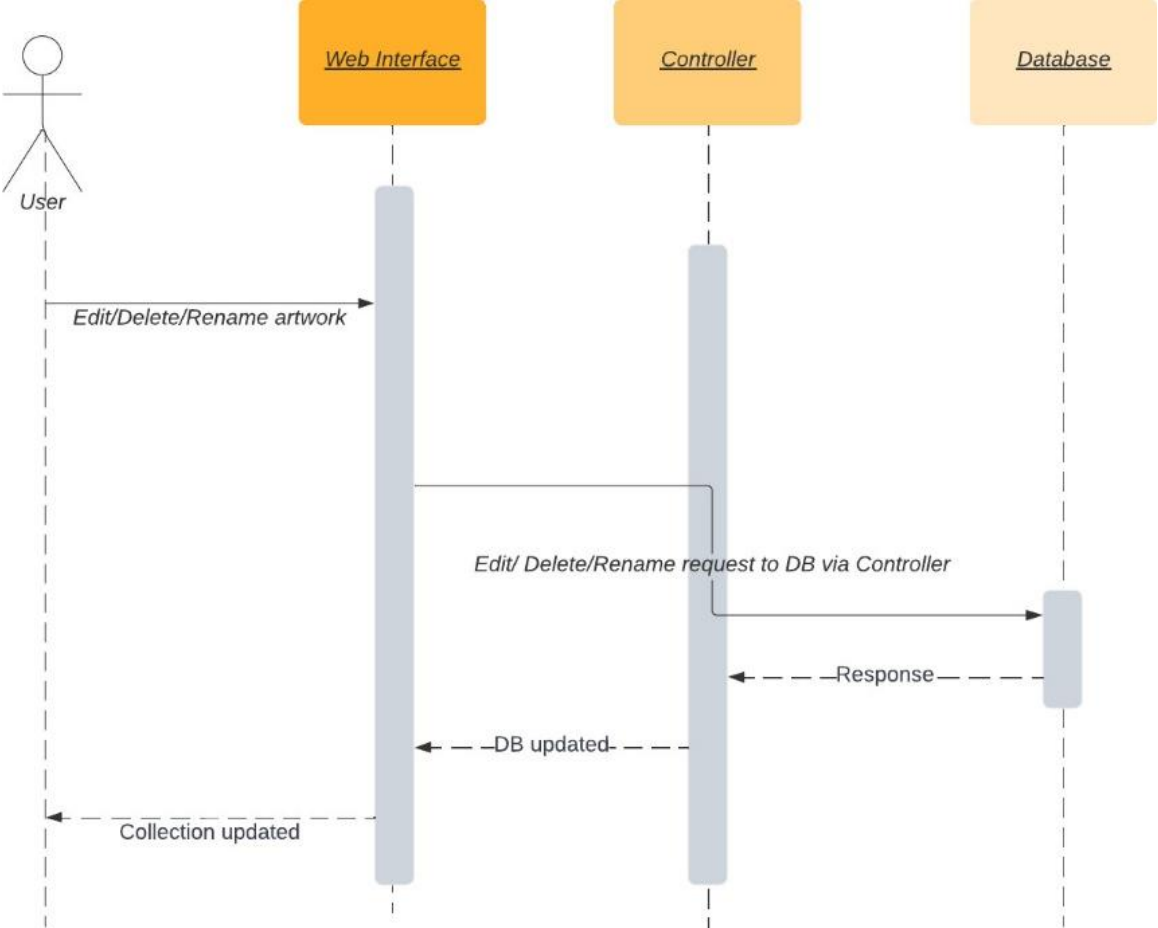 Web Interface
Controller
Database
User
Edit/Delete/Rename artwork
Edit/ Delete/Rename request to DB via Controller
Response
DB updated
Collection updated